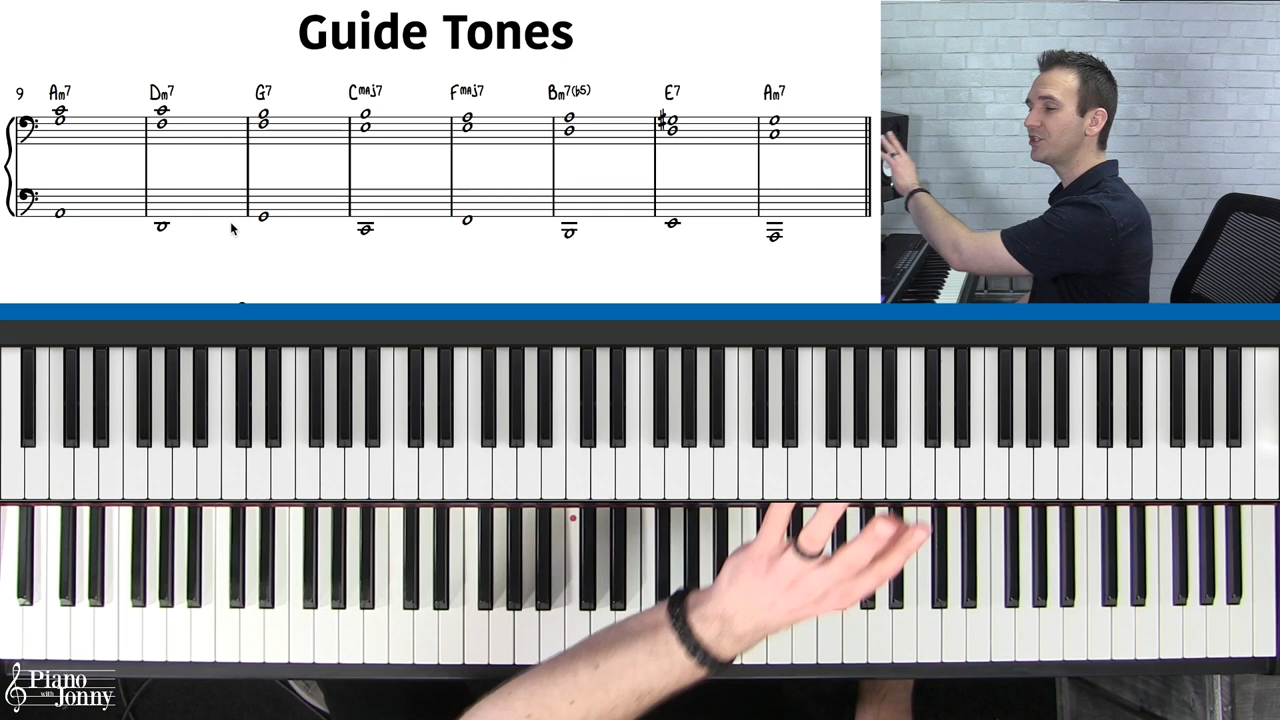 Guide Tones
9 Am7 Dm7 G7 Cmaj7 Fmaj7 Bm7(b5) E7 Am7
Piano
with
Jonny